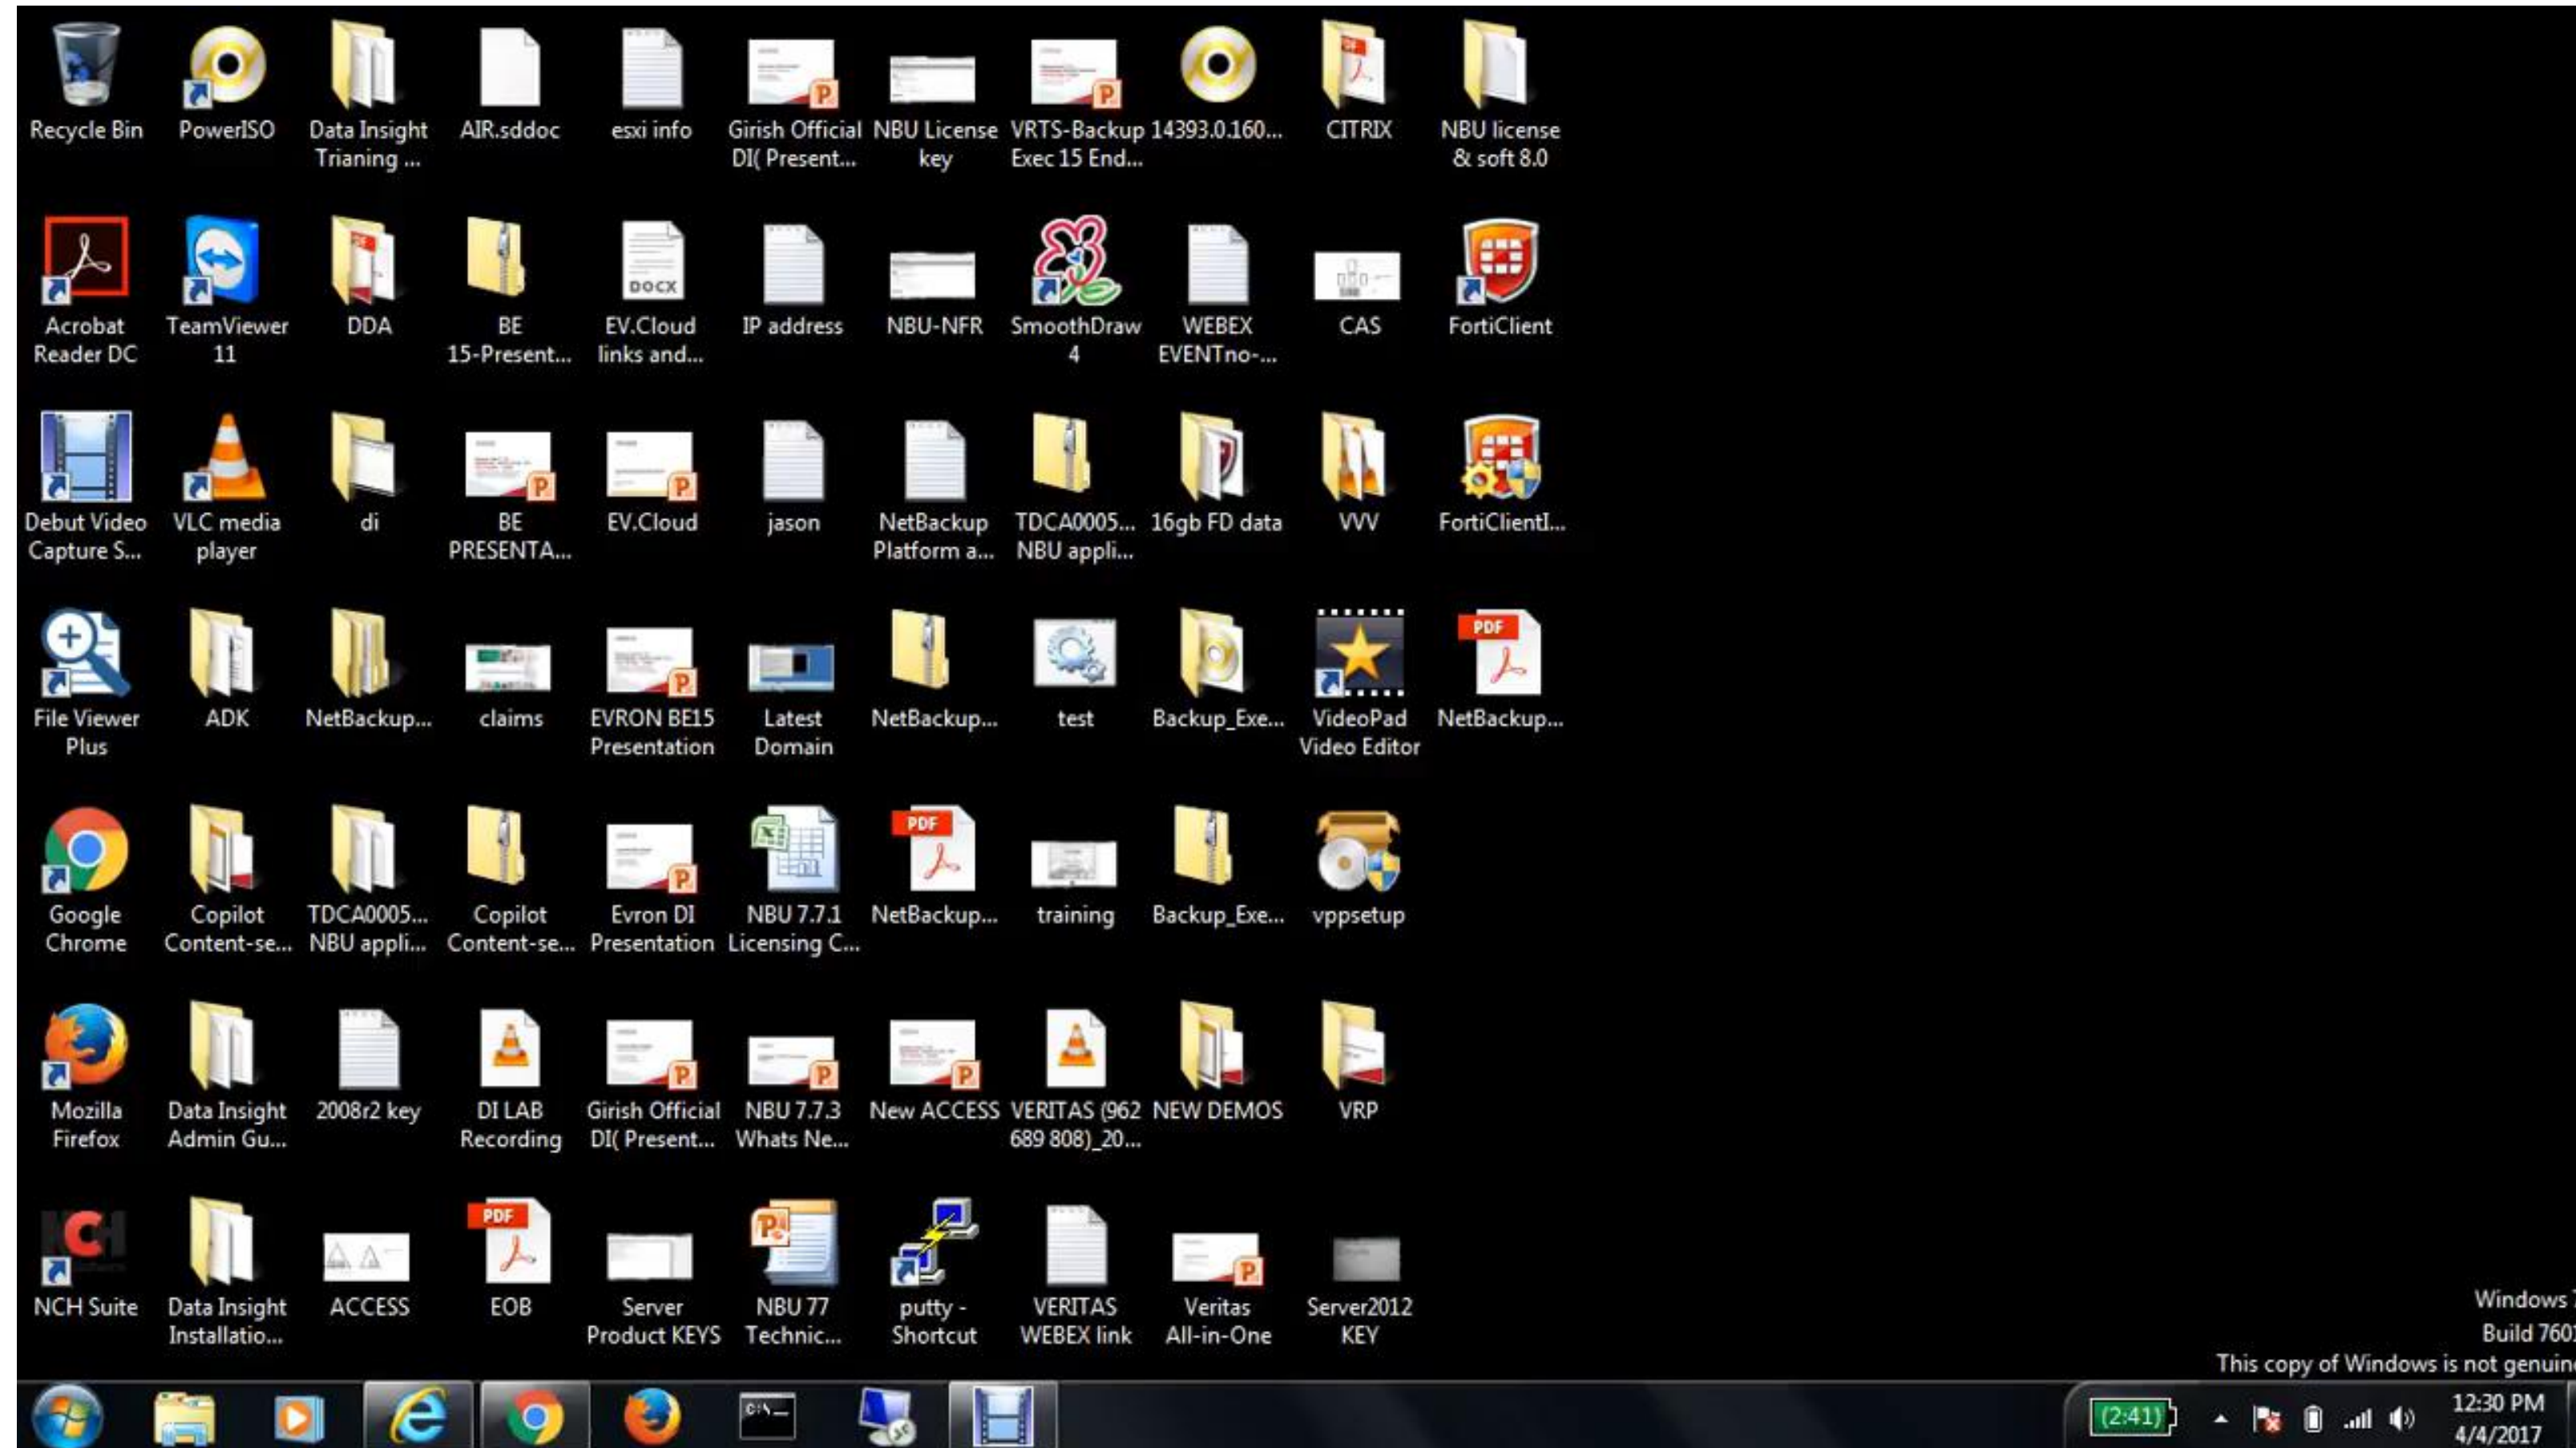 Recycle Bin
PowerISO
Data Insight
Trianing ...
AIR.sddoc
esxi info
Girish Official
DI( Present...
NBU License
key
VRTS-Backup
Exec 15 End...
14393.0.160...
CITRIX
NBU license
& soft 8.0
Acrobat
Reader DC
TeamViewer
11
DDA
BE
15-Present...
EV.Cloud
links and...
IP address
NBU-NFR
SmoothDraw
4
WEBEX
EVENTno-...
CAS
FortiClient
Debut Video
Capture S...
VLC media
player
di
BE
PRESENTA...
EV.Cloud
jason
NetBackup
Platform a...
TDCA0005...
NBU appli...
16gb FD data
VVV
FortiClientI...
File Viewer
Plus
ADK
NetBackup...
claims
EVRON BE15
Presentation
Latest
Domain
NetBackup...
test
Backup_Exe...
VideoPad
Video Editor
NetBackup...
Google
Chrome
Copilot
Content-se...
TDCA0005...
NBU appli...
Copilot
Content-se...
Evron DI
Presentation
NBU 7.7.1
Licensing C...
NetBackup...
training
Backup_Exe...
vppsetup
Mozilla
Firefox
Data Insight
Admin Gu...
2008r2 key
DI LAB
Recording
Girish Official
DI( Present...
NBU 7.7.3
Whats Ne...
New ACCESS
VERITAS (962
689 808)_20...
NEW DEMOS
VRP
NCH Suite
Data Insight
Installatio...
ACCESS
EOB
Server
Product KEYS
NBU 77
Technic...
putty -
Shortcut
VERITAS
WEBEX link
Veritas
All-in-One
Server2012
KEY
Windows 7
Build 7601
This copy of Windows is not genuine
(2:41)
12:30 PM
4/4/2017